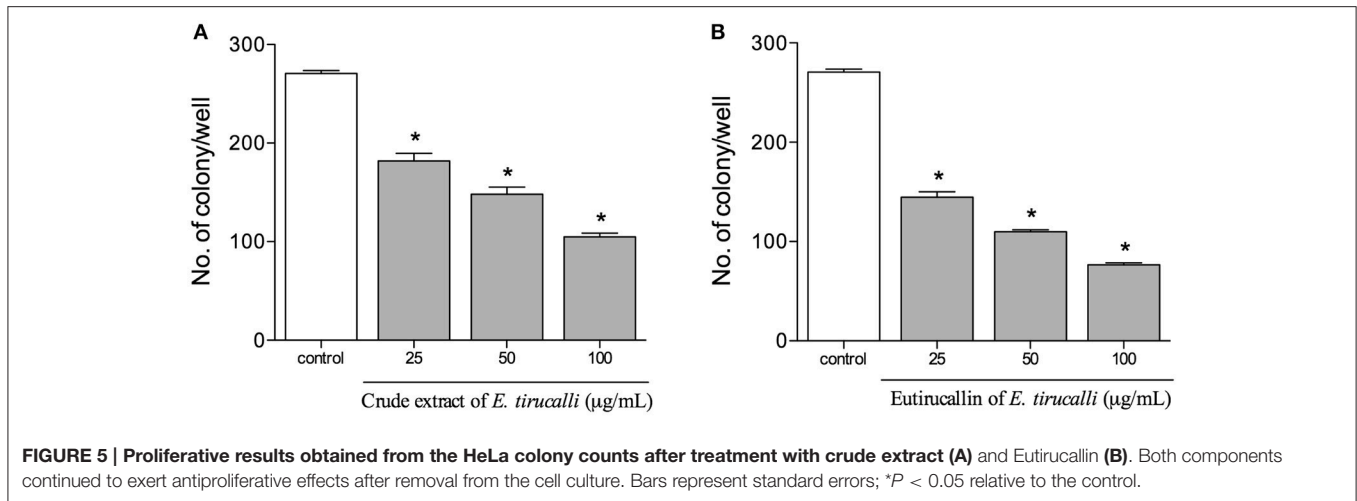 A
300
200
100
0
No. of colony/well
*
*
*
control
25
50
100
Crude extract of E. tirucalli (µg/mL)
B
300
200
100
0
No. of colony/well
*
*
*
control
25
50
100
Eutirucallin of E. tirucalli (µg/mL)
FIGURE 5 | Proliferative results obtained from the HeLa colony counts after treatment with crude extract (A) and Eutirucallin (B). Both components
continued to exert antiproliferative effects after removal from the cell culture. Bars represent standard errors; *P < 0.05 relative to the control.